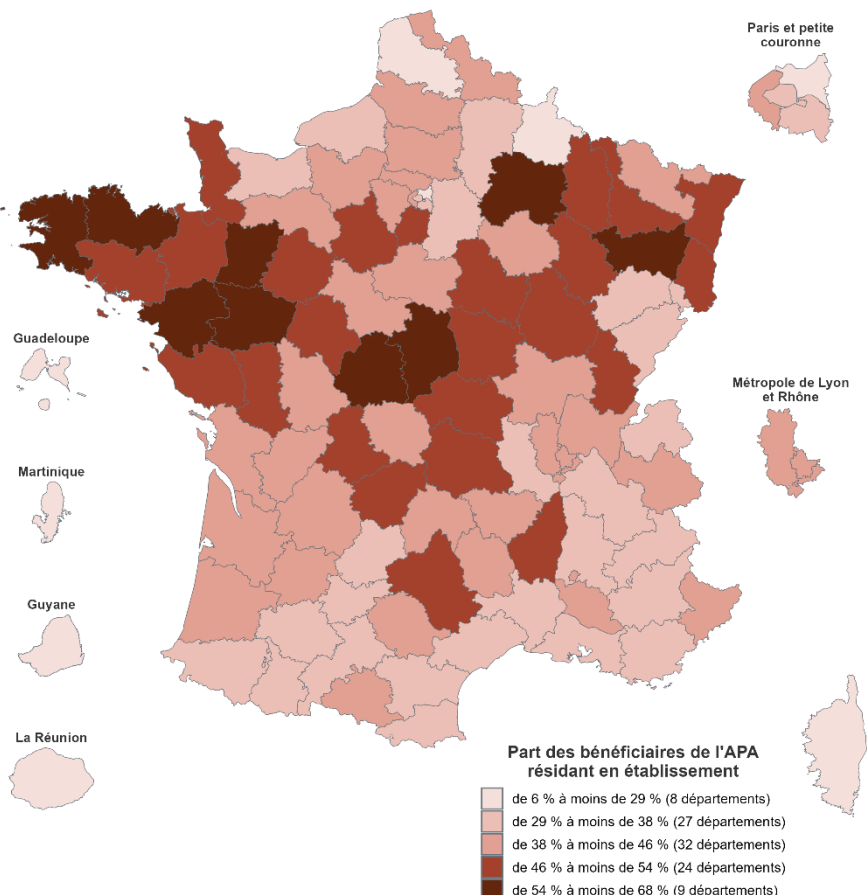 Paris et petite
couronne
Guadeloupe
Métropole de Lyon
et Rhône
Martinique
Guyane
La Réunion
Part des bénéficiaires de l'APA
résidant en établissement
de 6 % à moins de 29 % (8 départements)
de 29 % à moins de 38 % (27 départements)
de 38 % à moins de 46 % (32 départements)
de 46 % à moins de 54 % (24 départements)
de 54 % à moins de 68 % (9 départements)